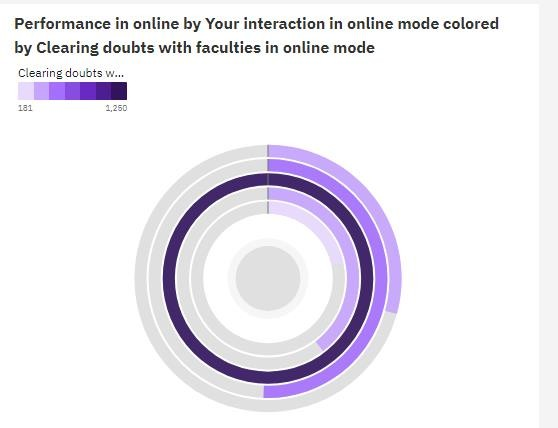 Performance in online by Your interaction in online mode colored
by Clearing doubts with faculties in online mode
Clearing doubts w...
181 1,250